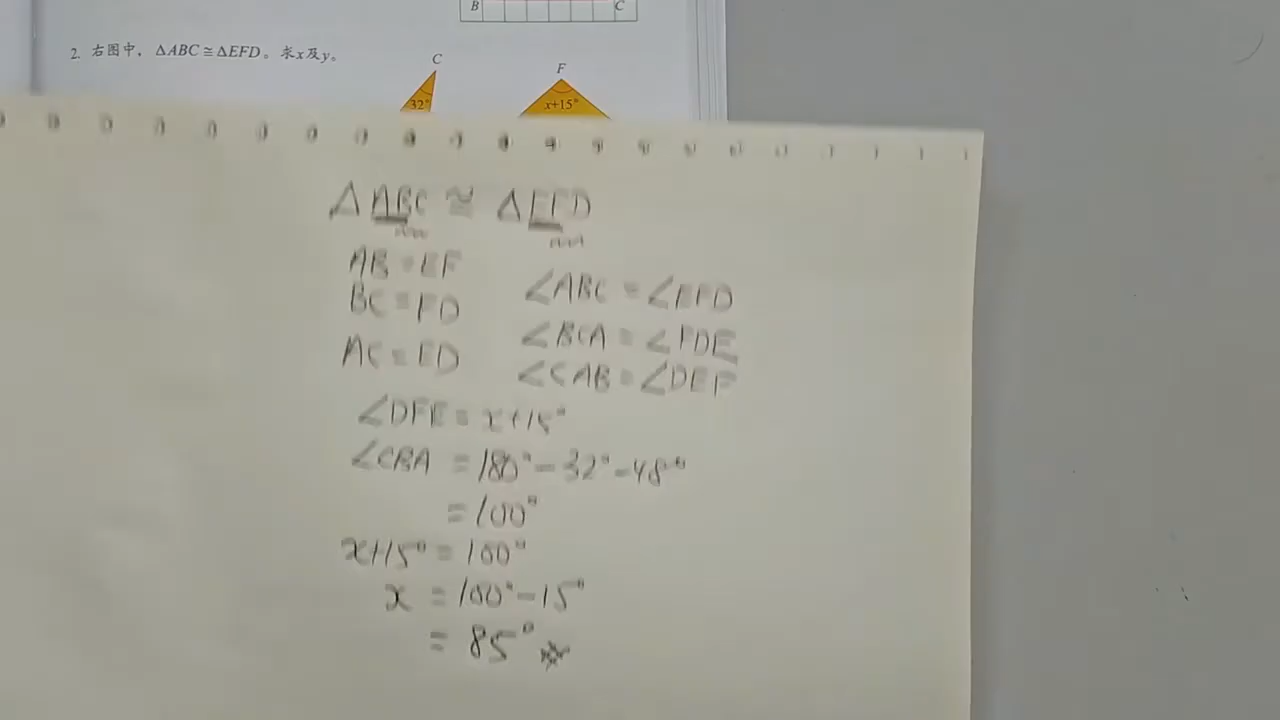 B C
2. 右图中，△ABC≅△EFD。求x及y。
C F
32° x+15°
△ABC ≅ △EFD
AB = EF
BC = FD
AC = ED
∠ABC = ∠EFD
∠BCA = ∠FDE
∠CAB = ∠DEF
∠DFE = x+15°
∠CBA = 180° - 32° - 48°
= 100°
x+15° = 100°
x = 100° - 15°
= 85°